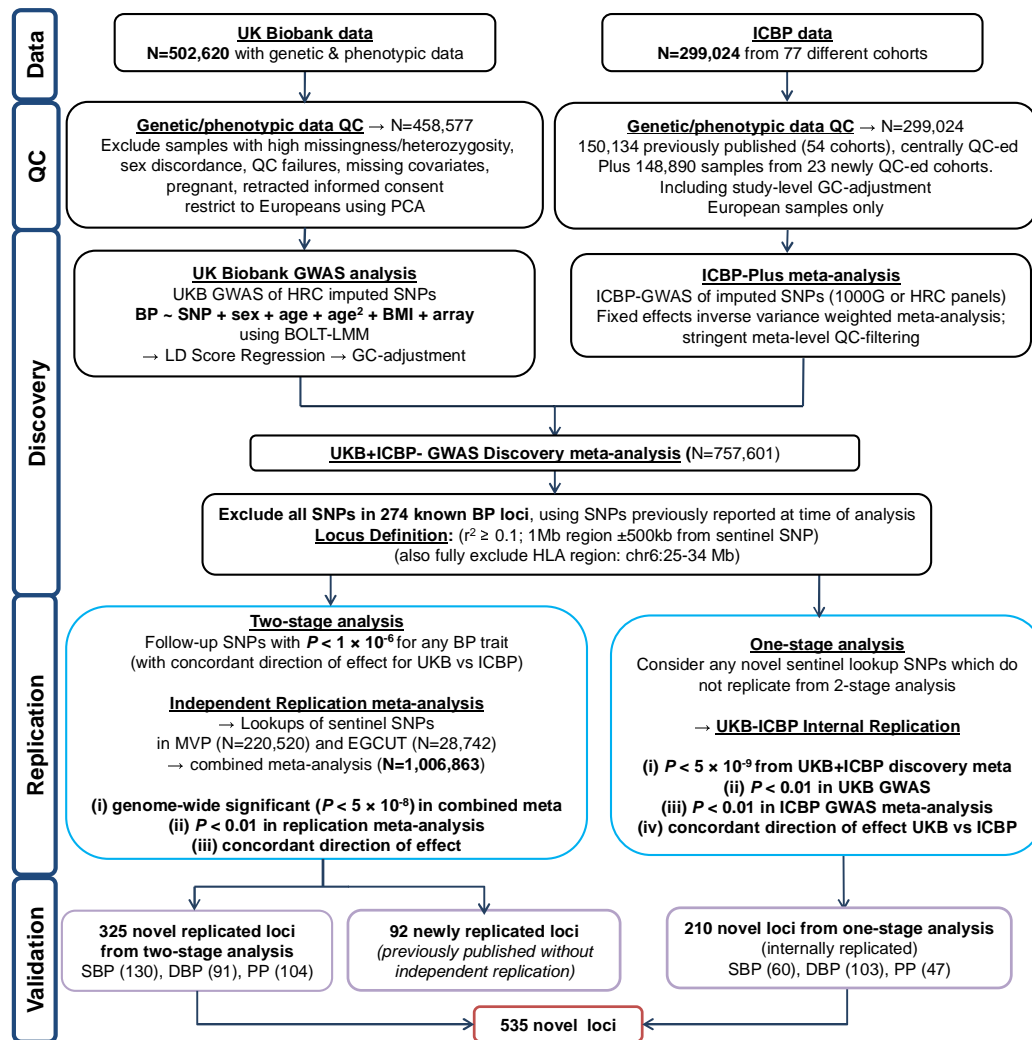 Data
UK Biobank data
N=502,620 with genetic & phenotypic data
ICBP data
N=299,024 from 77 different cohorts
QC
Genetic/phenotypic data QC → N=458,577
Exclude samples with high missingness/heterozygosity,
sex discordance, QC failures, missing covariates,
pregnant, retracted informed consent
restrict to Europeans using PCA
Genetic/phenotypic data QC → N=299,024
150,134 previously published (54 cohorts), centrally QC-ed
Plus 148,890 samples from 23 newly QC-ed cohorts.
Including study-level GC-adjustment
European samples only
Discovery
UK Biobank GWAS analysis
UKB GWAS of HRC imputed SNPs
BP ~ SNP + sex + age + age² + BMI + array
using BOLT-LMM
→ LD Score Regression → GC-adjustment
ICBP-Plus meta-analysis
ICBP-GWAS of imputed SNPs (1000G or HRC panels)
Fixed effects inverse variance weighted meta-analysis;
stringent meta-level QC-filtering
UKB+ICBP- GWAS Discovery meta-analysis (N=757,601)
Exclude all SNPs in 274 known BP loci, using SNPs previously reported at time of analysis
Locus Definition: (r² ≥ 0.1; 1Mb region ±500kb from sentinel SNP)
(also fully exclude HLA region: chr6:25-34 Mb)
Replication
Two-stage analysis
Follow-up SNPs with P < 1 × 10⁻⁶ for any BP trait
(with concordant direction of effect for UKB vs ICBP)
Independent Replication meta-analysis
→ Lookups of sentinel SNPs
in MVP (N=220,520) and EGCUT (N=28,742)
→ combined meta-analysis (N=1,006,863)
(i) genome-wide significant (P < 5 × 10⁻⁸) in combined meta
(ii) P < 0.01 in replication meta-analysis
(iii) concordant direction of effect
One-stage analysis
Consider any novel sentinel lookup SNPs which do
not replicate from 2-stage analysis
→ UKB-ICBP Internal Replication
(i) P < 5 × 10⁻⁹ from UKB+ICBP discovery meta
(ii) P < 0.01 in UKB GWAS
(iii) P < 0.01 in ICBP GWAS meta-analysis
(iv) concordant direction of effect UKB vs ICBP
Validation
325 novel replicated loci
from two-stage analysis
SBP (130), DBP (91), PP (104)
92 newly replicated loci
(previously published without
independent replication)
210 novel loci from one-stage analysis
(internally replicated)
SBP (60), DBP (103), PP (47)
535 novel loci